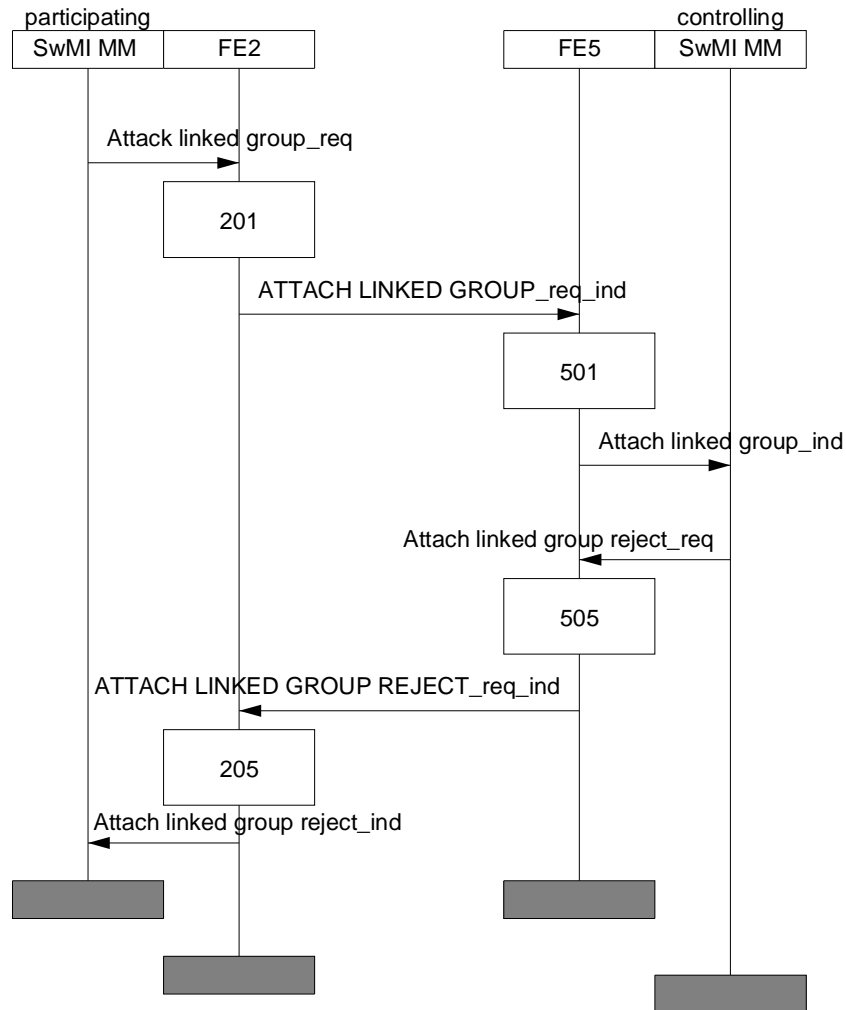 participating
controlling
SwMI MM
FE2
FE5
SwMI MM
Attack linked group_req
201
ATTACH LINKED GROUP_req_ind
501
Attach linked group_ind
Attach linked group reject_req
505
ATTACH LINKED GROUP REJECT_req_ind
205
Attach linked group reject_ind